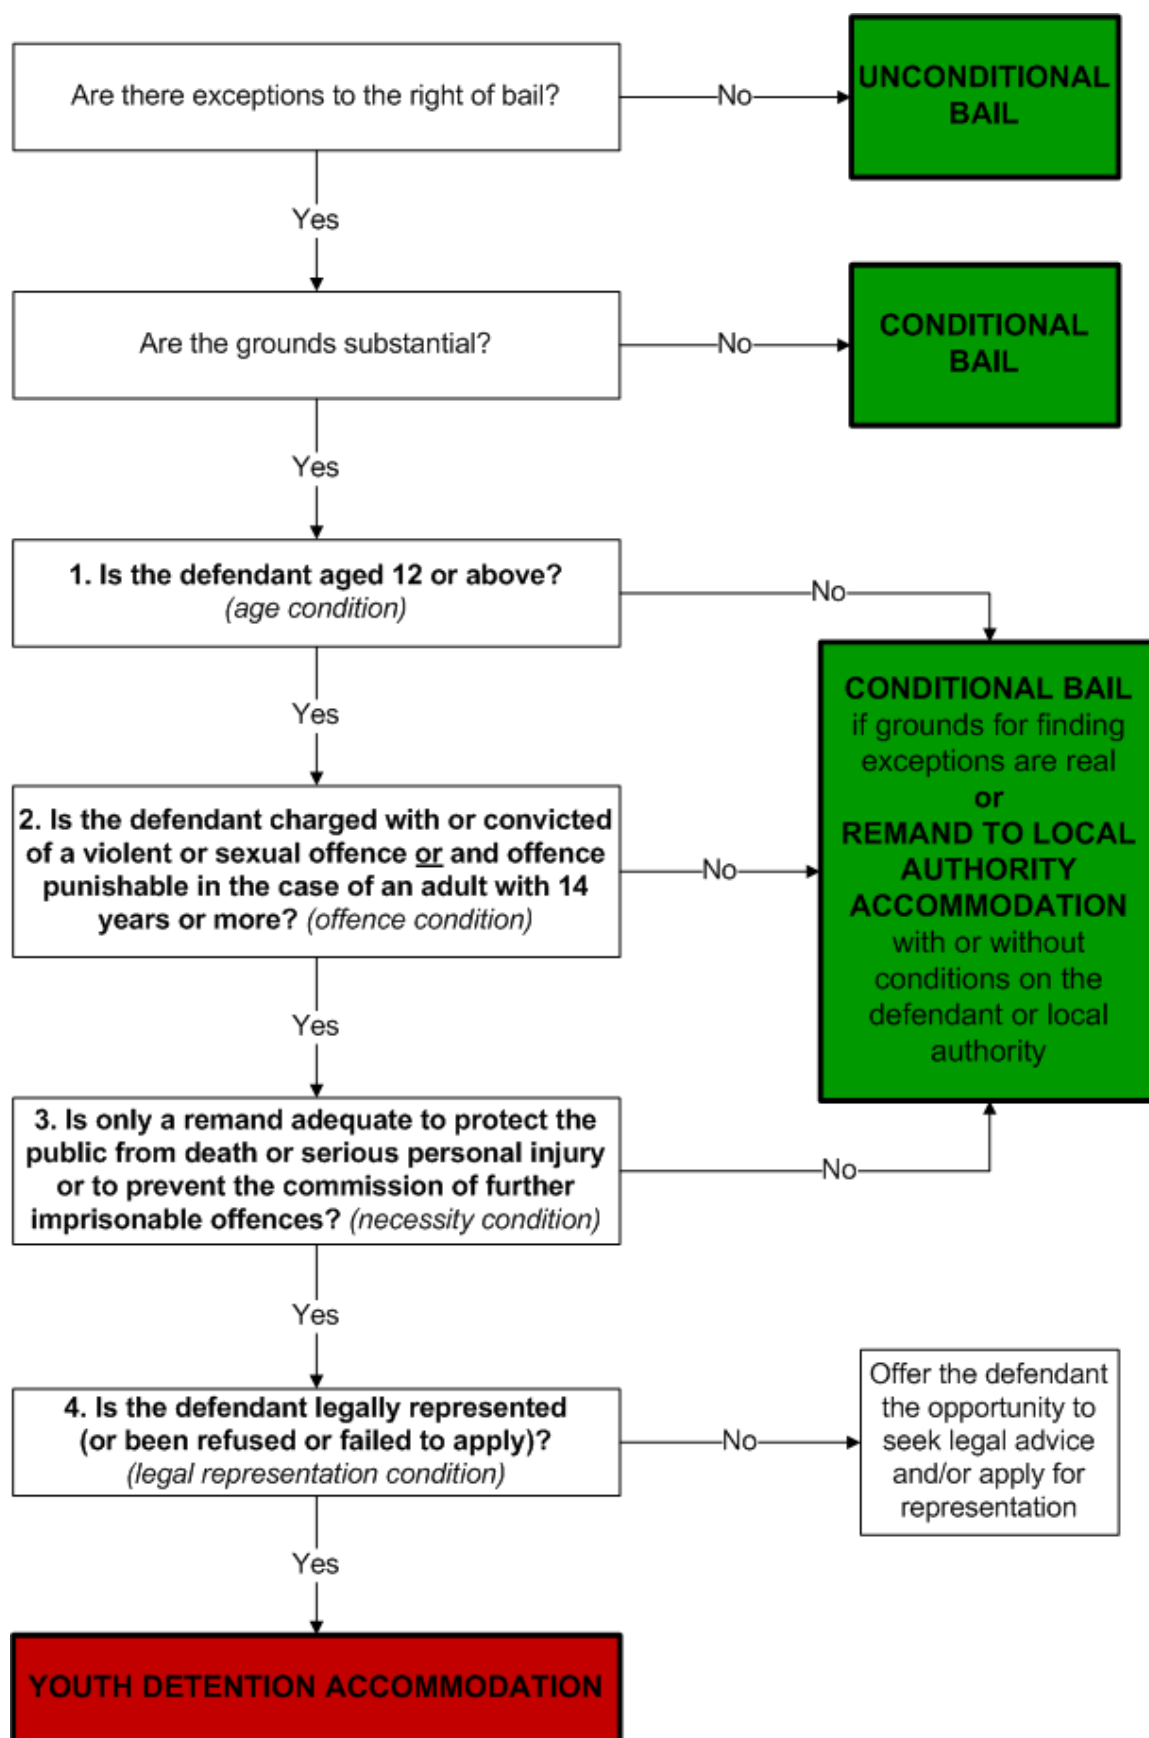 Are there exceptions to the right of bail?
No
UNCONDITIONAL
BAIL
Yes
Are the grounds substantial?
No
CONDITIONAL
BAIL
Yes
1. Is the defendant aged 12 or above?
(age condition)
No
Yes
CONDITIONAL BAIL
if grounds for finding
exceptions are real
or
REMAND TO LOCAL
AUTHORITY
ACCOMMODATION
with or without
conditions on the
defendant or local
authority
2. Is the defendant charged with or convicted
of a violent or sexual offence or and offence
punishable in the case of an adult with 14
years or more? (offence condition)
No
Yes
3. Is only a remand adequate to protect the
public from death or serious personal injury
or to prevent the commission of further
imprisonable offences? (necessity condition)
No
Yes
4. Is the defendant legally represented
(or been refused or failed to apply)?
(legal representation condition)
No
Offer the defendant
the opportunity to
seek legal advice
and/or apply for
representation
Yes
YOUTH DETENTION ACCOMMODATION